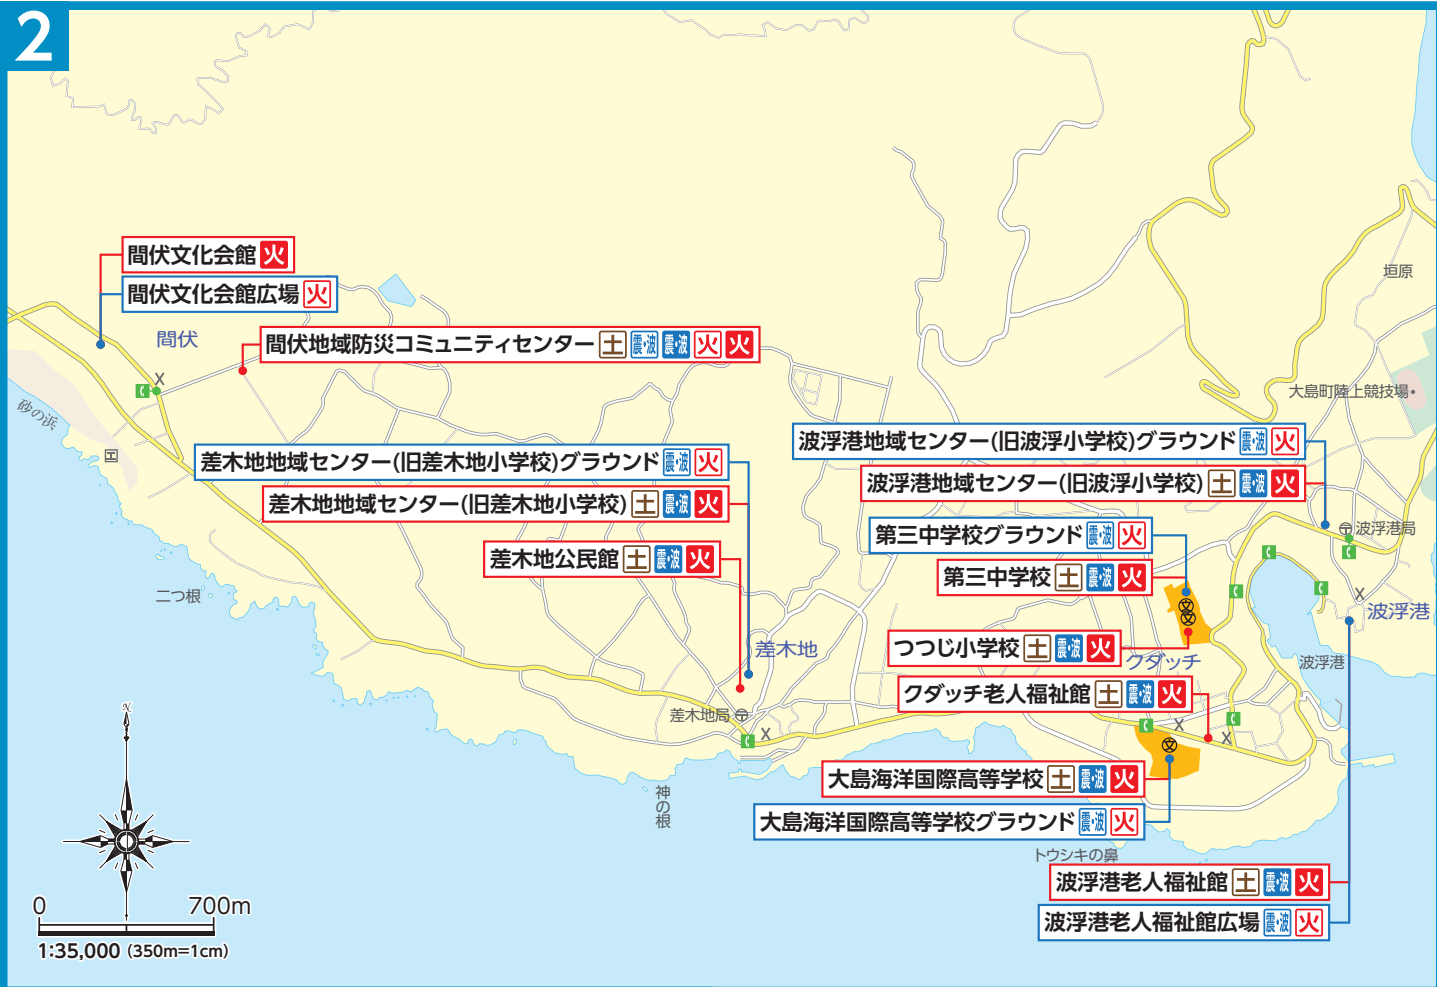 2
間伏文化会館 火
間伏文化会館広場 火
間伏
間伏地域防災コミュニティセンター 土 震・波 震・波 火 火
垣原
大島町陸上競技場
砂の浜
差木地地域センター(旧差木地小学校)グラウンド 震・波 火
差木地地域センター(旧差木地小学校) 土 震・波 火
差木地公民館 土 震・波 火
波浮港地域センター(旧波浮小学校)グラウンド 震・波 火
波浮港地域センター(旧波浮小学校) 土 震・波 火
第三中学校グラウンド 震・波 火
第三中学校 土 震・波 火
波浮港局
二つ根
文
文
波浮港
つつじ小学校 土 震・波 火
差木地
クダッチ
波浮港
クダッチ老人福祉館 土 震・波 火
差木地局
文
大島海洋国際高等学校 土 震・波 火
大島海洋国際高等学校グラウンド 震・波 火
神の根
トウシキの鼻
波浮港老人福祉館 土 震・波 火
波浮港老人福祉館広場 震・波 火
N
0 700m
1:35,000 (350m=1cm)